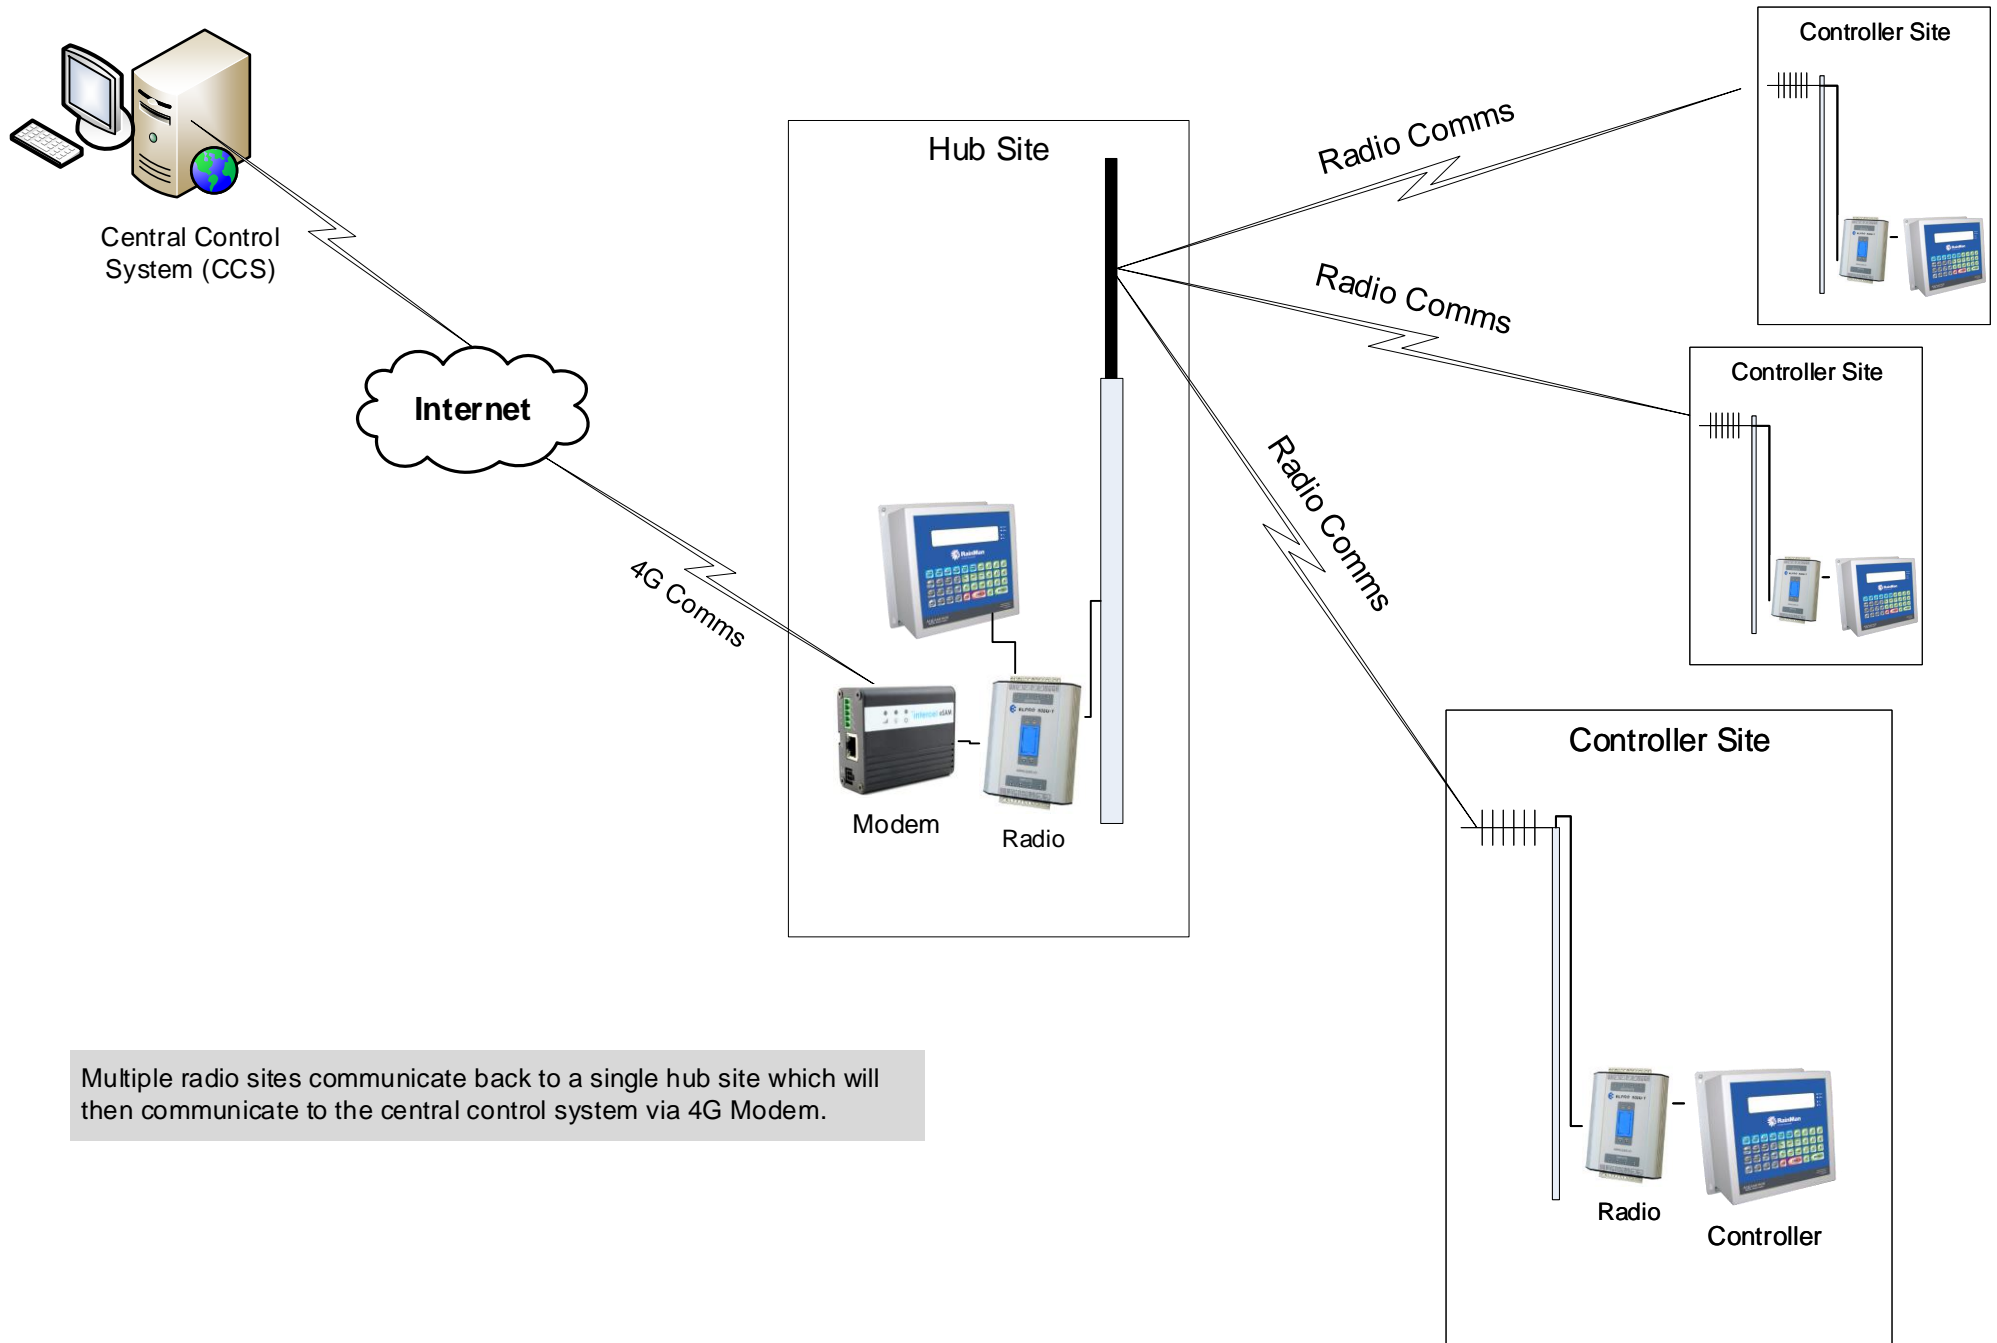 Controller Site
Radio Comms
Hub Site
Central Control
System (CCS)
Radio Comms
Controller Site
Internet
Radio Comms
RainMan
4G Comms
Controller Site
Modem
Radio
Multiple radio sites communicate back to a single hub site which will
then communicate to the central control system via 4G Modem.
RainMan
Radio
Controller